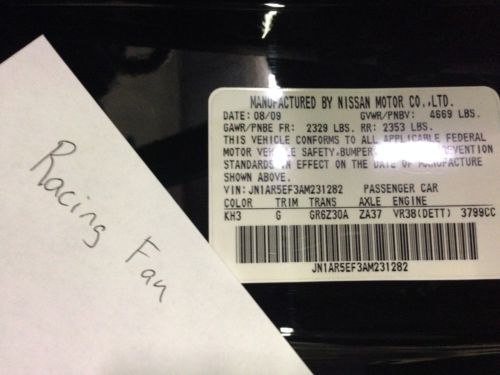 Racing Fan
MANUFACTURED BY NISSAN MOTOR CO.,LTD.
DATE: 08/09 GVWR/PNBV: 4669 LBS.
GAWR/PNBE FR: 2329 LBS. RR: 2353 LBS.
THIS VEHICLE CONFORMS TO ALL APPLICABLE FEDERAL
MOTOR VEHICLE SAFETY, BUMPER
STANDARDS IN EFFECT ON THE DATE OF MANUFACTURE
SHOWN ABOVE.
VIN: JN1AR5EF3AM231282 PASSENGER CAR
COLOR TRIM TRANS AXLE ENGINE
KH3 G GR6Z30A ZA37 VR38(DETT) 3799CC
JN1AR5EF3AM231282